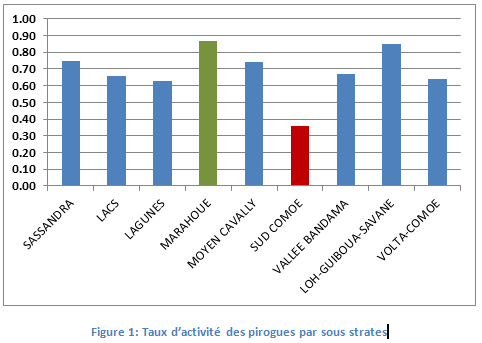 1.00
0.90
0.80
0.70
0.60
0.50
0.40
0.30
0.20
0.10
0.00
SASSANDRA
LACS
LAGUNES
MARAHOUE
MOYEN CAVALLY
SUD COMOE
VALLEE BANDAMA
LOH-GUIBOUA-SAVANE
VOLTA-COMOE
Figure 1: Taux d’activité des pirogues par sous strates